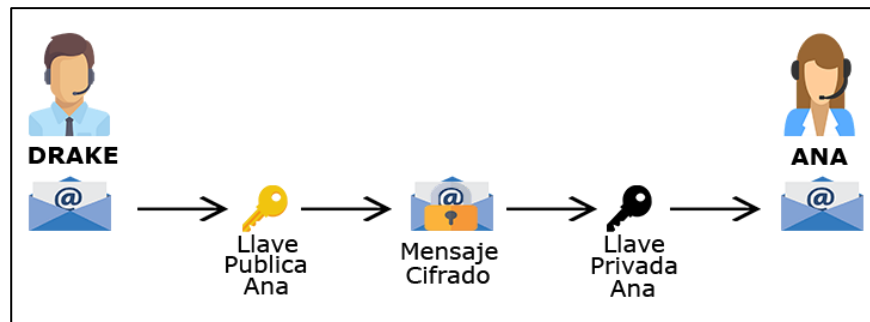 DRAKE
ANA
@
@
@
Llave
Publica
Ana
Mensaje
Cifrado
Llave
Privada
Ana